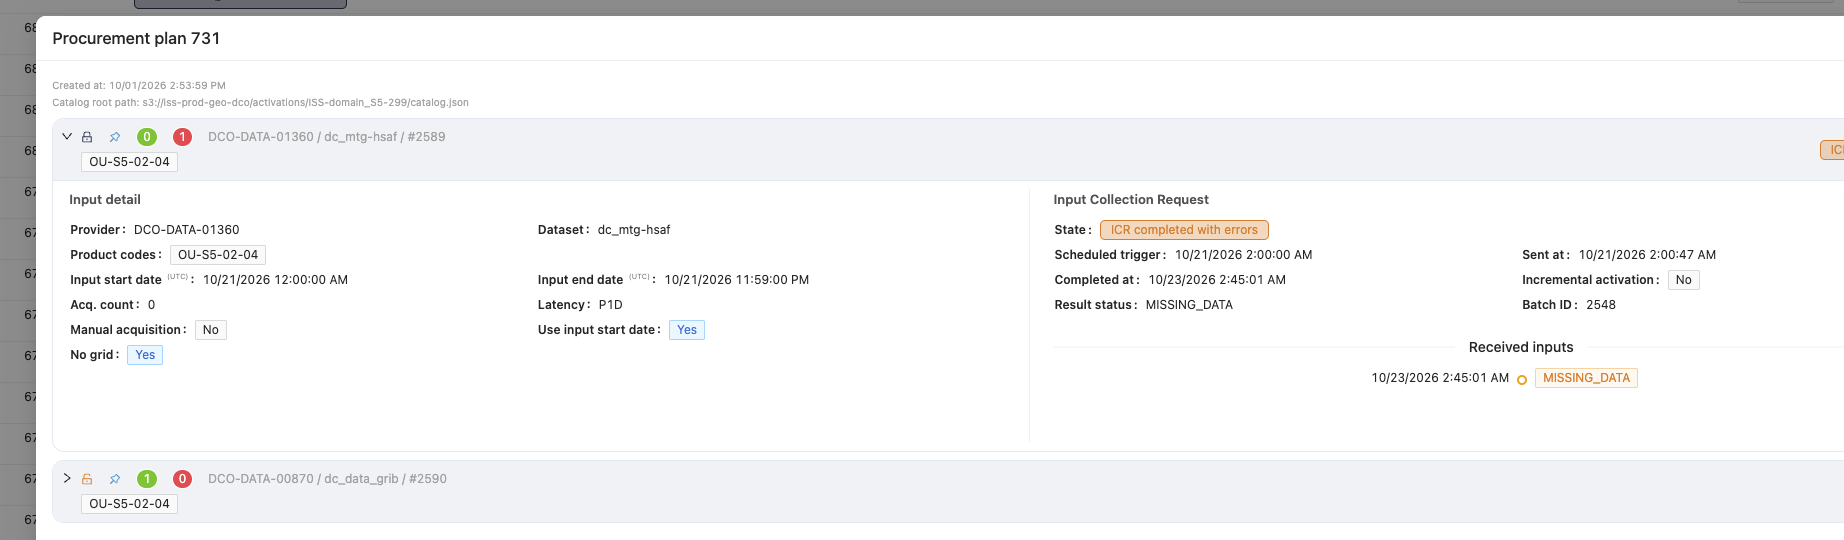 Procurement plan 731
Created at: 10/01/2026 2:53:59 PM
Catalog root path: s3://iss-prod-geo-dco/activations/ISS-domain_S5-299/catalog.json
0 1 DCO-DATA-01360 / dc_mtg-hsaf / #2589
OU-S5-02-04
Input detail
Provider: DCO-DATA-01360 Dataset: dc_mtg-hsaf
Product codes: OU-S5-02-04
Input start date (UTC): 10/21/2026 12:00:00 AM Input end date (UTC): 10/21/2026 11:59:00 PM
Acq. count: 0 Latency: P1D
Manual acquisition: No Use input start date: Yes
No grid: Yes
Input Collection Request
State: ICR completed with errors
Scheduled trigger: 10/21/2026 2:00:00 AM Sent at: 10/21/2026 2:00:47 AM
Completed at: 10/23/2026 2:45:01 AM Incremental activation: No
Result status: MISSING_DATA Batch ID: 2548
Received inputs
10/23/2026 2:45:01 AM MISSING_DATA
1 0 DCO-DATA-00870 / dc_data_grib / #2590
OU-S5-02-04